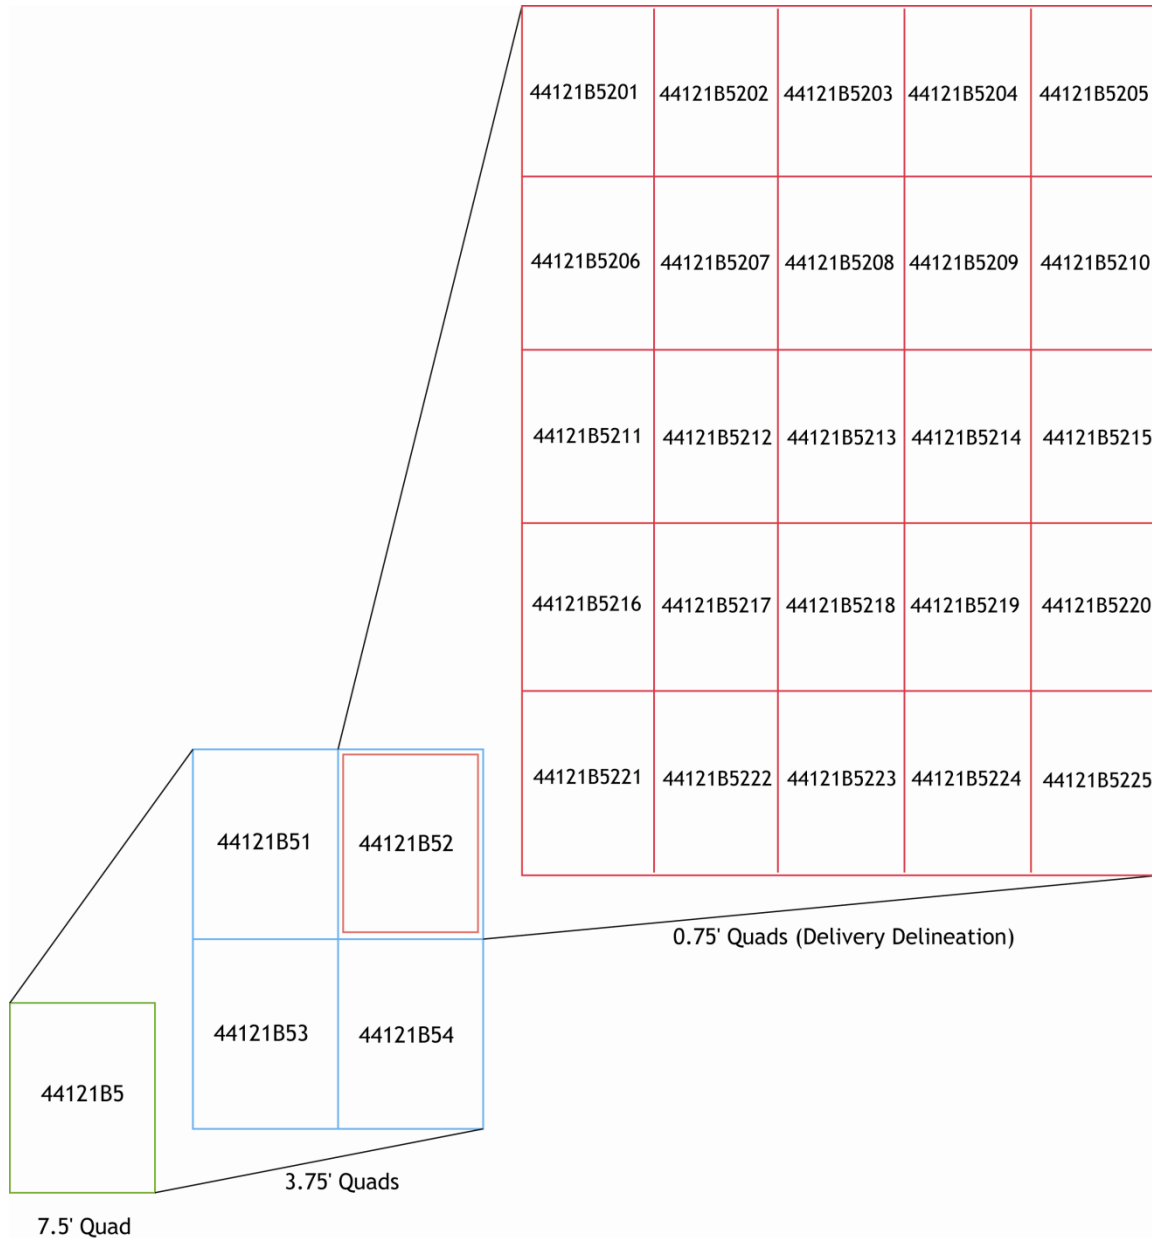 44121B5201 44121B5202 44121B5203 44121B5204 44121B5205
44121B5206 44121B5207 44121B5208 44121B5209 44121B5210
44121B5211 44121B5212 44121B5213 44121B5214 44121B5215
44121B5216 44121B5217 44121B5218 44121B5219 44121B5220
44121B5221 44121B5222 44121B5223 44121B5224 44121B5225
0.75' Quads (Delivery Delineation)
44121B51 44121B52
44121B53 44121B54
3.75' Quads
44121B5
7.5' Quad